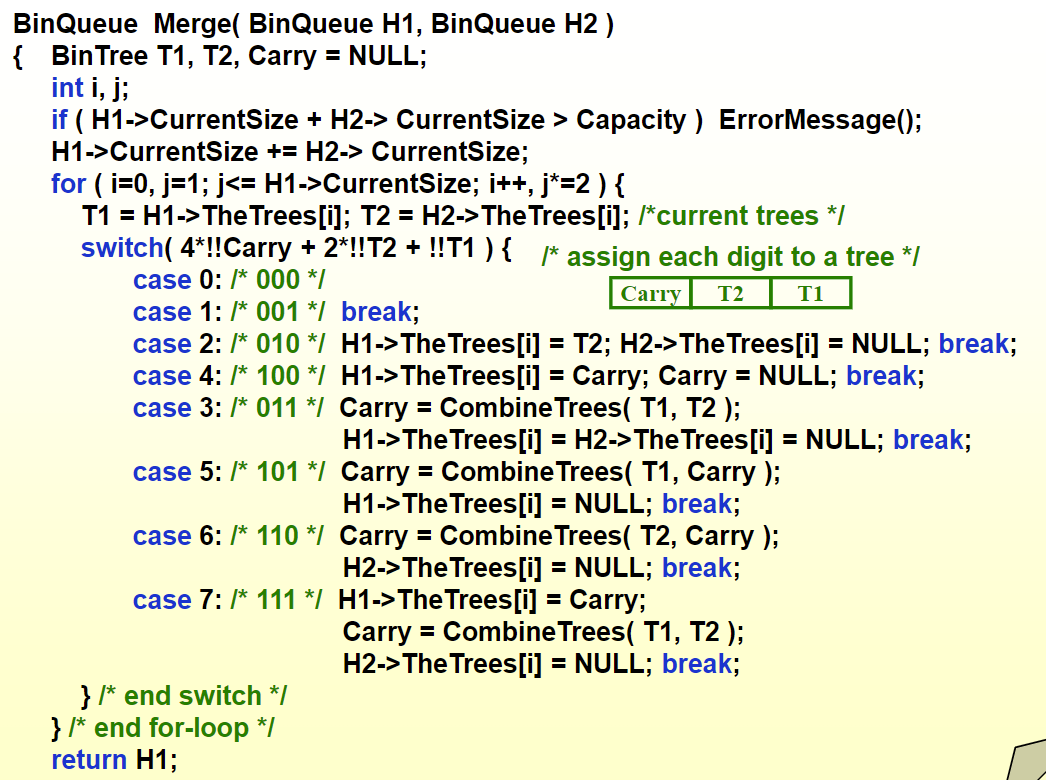 BinQueue Merge( BinQueue H1, BinQueue H2 )
{ BinTree T1, T2, Carry = NULL;
int i, j;
if ( H1->CurrentSize + H2-> CurrentSize > Capacity ) ErrorMessage();
H1->CurrentSize += H2-> CurrentSize;
for ( i=0, j=1; j<= H1->CurrentSize; i++, j*=2 ) {
T1 = H1->TheTrees[i]; T2 = H2->TheTrees[i]; /*current trees */
switch( 4*!!Carry + 2*!!T2 + !!T1 ) { /* assign each digit to a tree */
case 0: /* 000 */
Carry T2 T1
case 1: /* 001 */ break;
case 2: /* 010 */ H1->TheTrees[i] = T2; H2->TheTrees[i] = NULL; break;
case 4: /* 100 */ H1->TheTrees[i] = Carry; Carry = NULL; break;
case 3: /* 011 */ Carry = CombineTrees( T1, T2 );
H1->TheTrees[i] = H2->TheTrees[i] = NULL; break;
case 5: /* 101 */ Carry = CombineTrees( T1, Carry );
H1->TheTrees[i] = NULL; break;
case 6: /* 110 */ Carry = CombineTrees( T2, Carry );
H2->TheTrees[i] = NULL; break;
case 7: /* 111 */ H1->TheTrees[i] = Carry;
Carry = CombineTrees( T1, T2 );
H2->TheTrees[i] = NULL; break;
} /* end switch */
} /* end for-loop */
return H1;